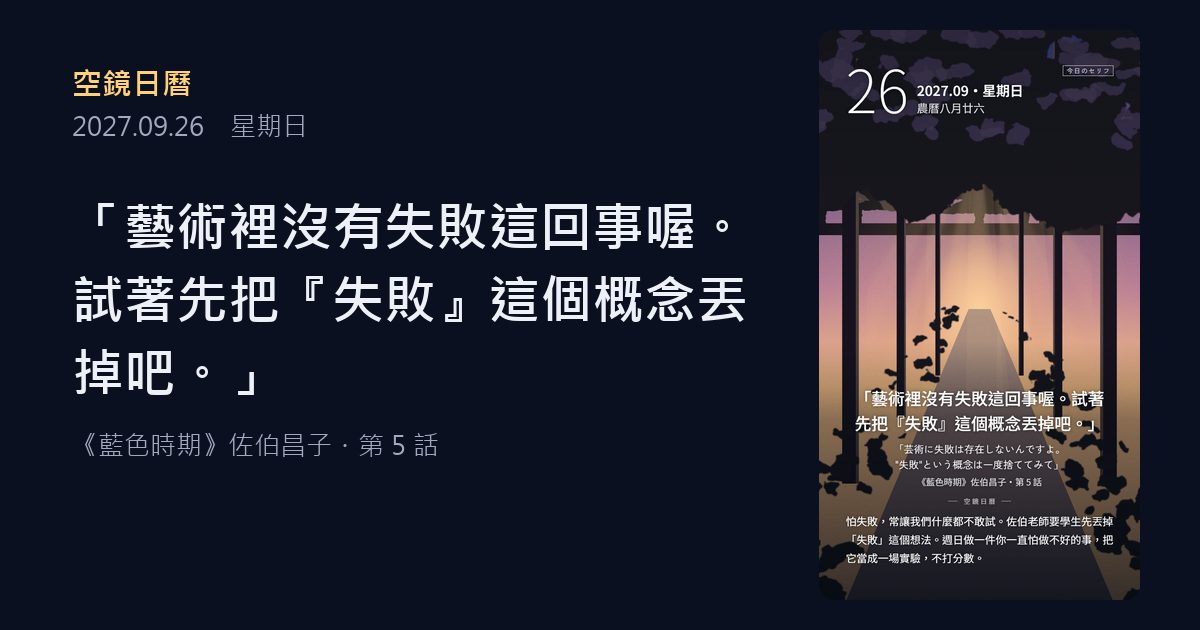 空鏡日曆
2027.09.26 星期日
「藝術裡沒有失敗這回事喔。
試著先把『失敗』這個概念丟
掉吧。」
《藍色時期》佐伯昌子·第 5 話
26
2027.09・星期日
農曆八月廿六
今日のセリフ
「藝術裡沒有失敗這回事喔。試著
先把『失敗』這個概念丟掉吧。」
「芸術に失敗は存在しないんですよ。
"失敗"という概念は一度捨ててみて」
《藍色時期》佐伯昌子・第 5 話
— 空鏡日曆 —
怕失敗，常讓我們什麼都不敢試。佐伯老師要學生先丟掉
「失敗」這個想法。週日做一件你一直怕做不好的事，把
它當成一場實驗，不打分數。